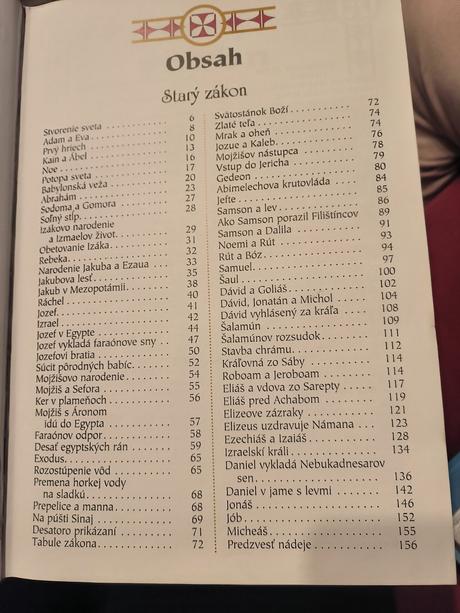 Obsah
Starý zákon
Stvorenie sveta . . . . . . . . . . 6
Adam a Eva . . . . . . . . . . 8
Prvý hriech . . . . . . . . . . 10
Kain a Ábel . . . . . . . . . . 13
Noe . . . . . . . . . . 16
Potopa sveta . . . . . . . . . . 17
Babylonská veža . . . . . . . . . . 20
Abrahám . . . . . . . . . . 23
Sodoma a Gomora . . . . . . . . . . 27
Soľný stĺp . . . . . . . . . . 28
Izákovo narodenie
a Izmaelov život . . . . . . . . . . 29
Obetovanie Izáka . . . . . . . . . . 31
Rebeka . . . . . . . . . . 32
Narodenie Jakuba a Ezaua . . . . . 33
Jakubova lesť . . . . . . . . . . 35
Jakub v Mezopotámii . . . . . . . . 38
Ráchel . . . . . . . . . . 40
Jozef . . . . . . . . . . 41
Izrael . . . . . . . . . . 42
Jozef v Egypte . . . . . . . . . . 44
Jozef vykladá faraónove sny . . . 47
Jozefovi bratia . . . . . . . . . . 50
Súcit pôrodných babíc . . . . . . . 52
Mojžišovo narodenie . . . . . . . . 54
Mojžiš a Sefora . . . . . . . . . . 55
Ker v plameňoch . . . . . . . . . . 56
Mojžiš s Áronom
idú do Egypta . . . . . . . . . . 57
Faraónov odpor . . . . . . . . . . 58
Desať egyptských rán . . . . . . . 59
Exodus . . . . . . . . . . 65
Rozostúpenie vôd . . . . . . . . . . 65
Premena horkej vody
na sladkú . . . . . . . . . . 68
Prepelice a manna . . . . . . . . . . 68
Na púšti Sinaj . . . . . . . . . . 69
Desatoro prikázaní . . . . . . . . . . 71
Tabule zákona . . . . . . . . . . 72
Svätostánok Boží . . . . . . . . . . 72
Zlaté teľa . . . . . . . . . . 74
Mrak a oheň . . . . . . . . . . 74
Jozue a Kaleb . . . . . . . . . . 76
Mojžišov nástupca . . . . . . . . . . 78
Vstup do Jericha . . . . . . . . . . 79
Gedeon . . . . . . . . . . 80
Abimelechova krutovláda . . . . . 84
Jefte . . . . . . . . . . 85
Samson a lev . . . . . . . . . . 86
Ako Samson porazil Filištíncov . . 89
Samson a Dalila . . . . . . . . . . 91
Noemi a Rút . . . . . . . . . . 93
Rút a Bóz . . . . . . . . . . 94
Samuel . . . . . . . . . . 97
Šaul . . . . . . . . . . 100
Dávid a Goliáš . . . . . . . . . . 102
Dávid, Jonatán a Michol . . . . . . 104
Dávid vyhlásený za kráľa . . . . . 108
Šalamún . . . . . . . . . . 109
Šalamúnov rozsudok . . . . . . . . 111
Stavba chrámu . . . . . . . . . . 112
Kráľovná zo Sáby . . . . . . . . . . 114
Roboam a Jeroboam . . . . . . . . 114
Eliáš a vdova zo Sarepty . . . . . 117
Eliáš pred Achabom . . . . . . . . 119
Elizeove zázraky . . . . . . . . . . 121
Elizeus uzdravuje Námana . . . . 123
Ezechiáš a Izaiáš . . . . . . . . . . 128
Izraelskí králi . . . . . . . . . . 134
Daniel vykladá Nebukadnesarov
sen . . . . . . . . . . 136
Daniel v jame s levmi . . . . . . . 142
Jonáš . . . . . . . . . . 146
Jób . . . . . . . . . . 152
Micheáš . . . . . . . . . . 155
Predzvesť nádeje . . . . . . . . . . 156